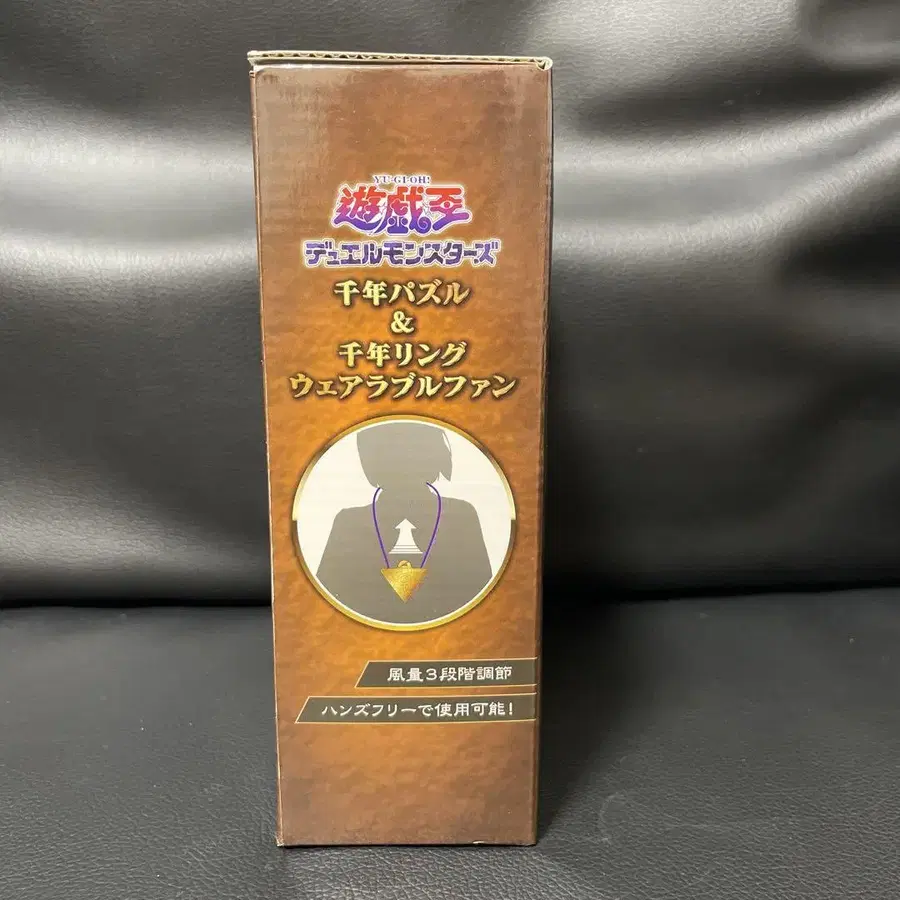 YU-GI-OH!
遊戯王
デュエルモンスターズ
千年パズル
&
千年リング
ウェアラブルファン
風量3段階調節
ハンズフリーで使用可能!